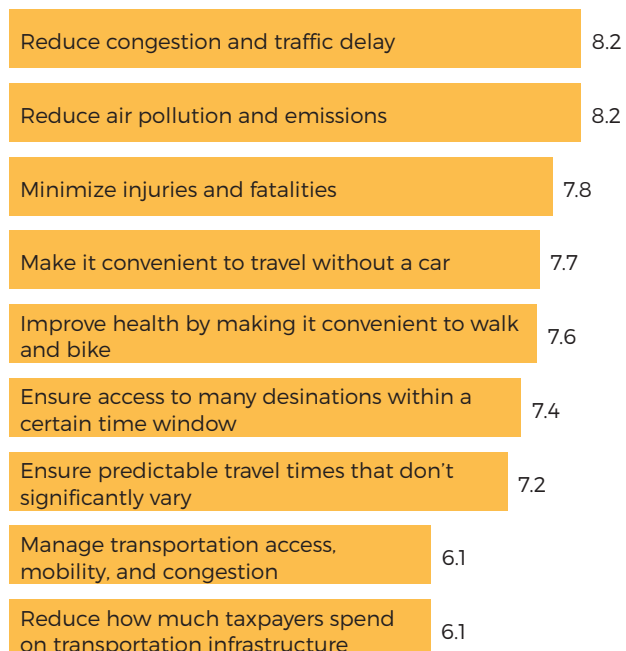 Reduce congestion and traffic delay 8.2
Reduce air pollution and emissions 8.2
Minimize injuries and fatalities 7.8
Make it convenient to travel without a car 7.7
Improve health by making it convenient to walk
and bike 7.6
Ensure access to many desinations within a
certain time window 7.4
Ensure predictable travel times that don’t
significantly vary 7.2
Manage transportation access,
mobility, and congestion 6.1
Reduce how much taxpayers spend
on transportation infrastructure 6.1